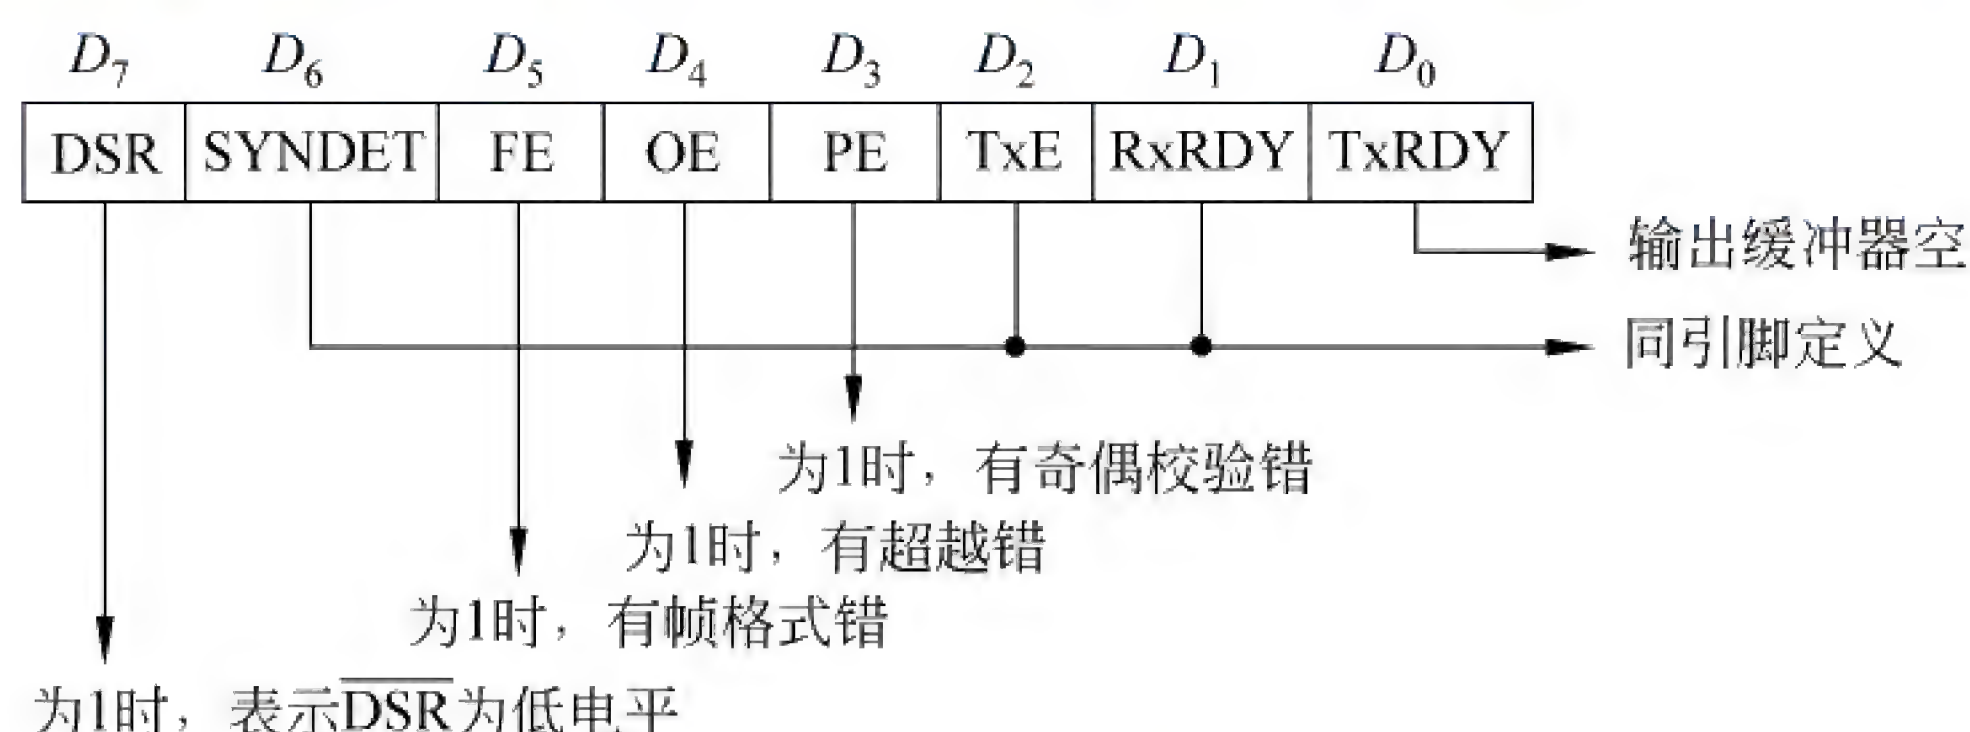 D₇ D₆ D₅ D₄ D₃ D₂ D₁ D₀
DSR SYNDET FE OE PE TxE RxRDY TxRDY
输出缓冲器空
同引脚定义
为1时，有奇偶校验错
为1时，有超越错
为1时，有帧格式错
为1时，表示D̅S̅R̅为低电平